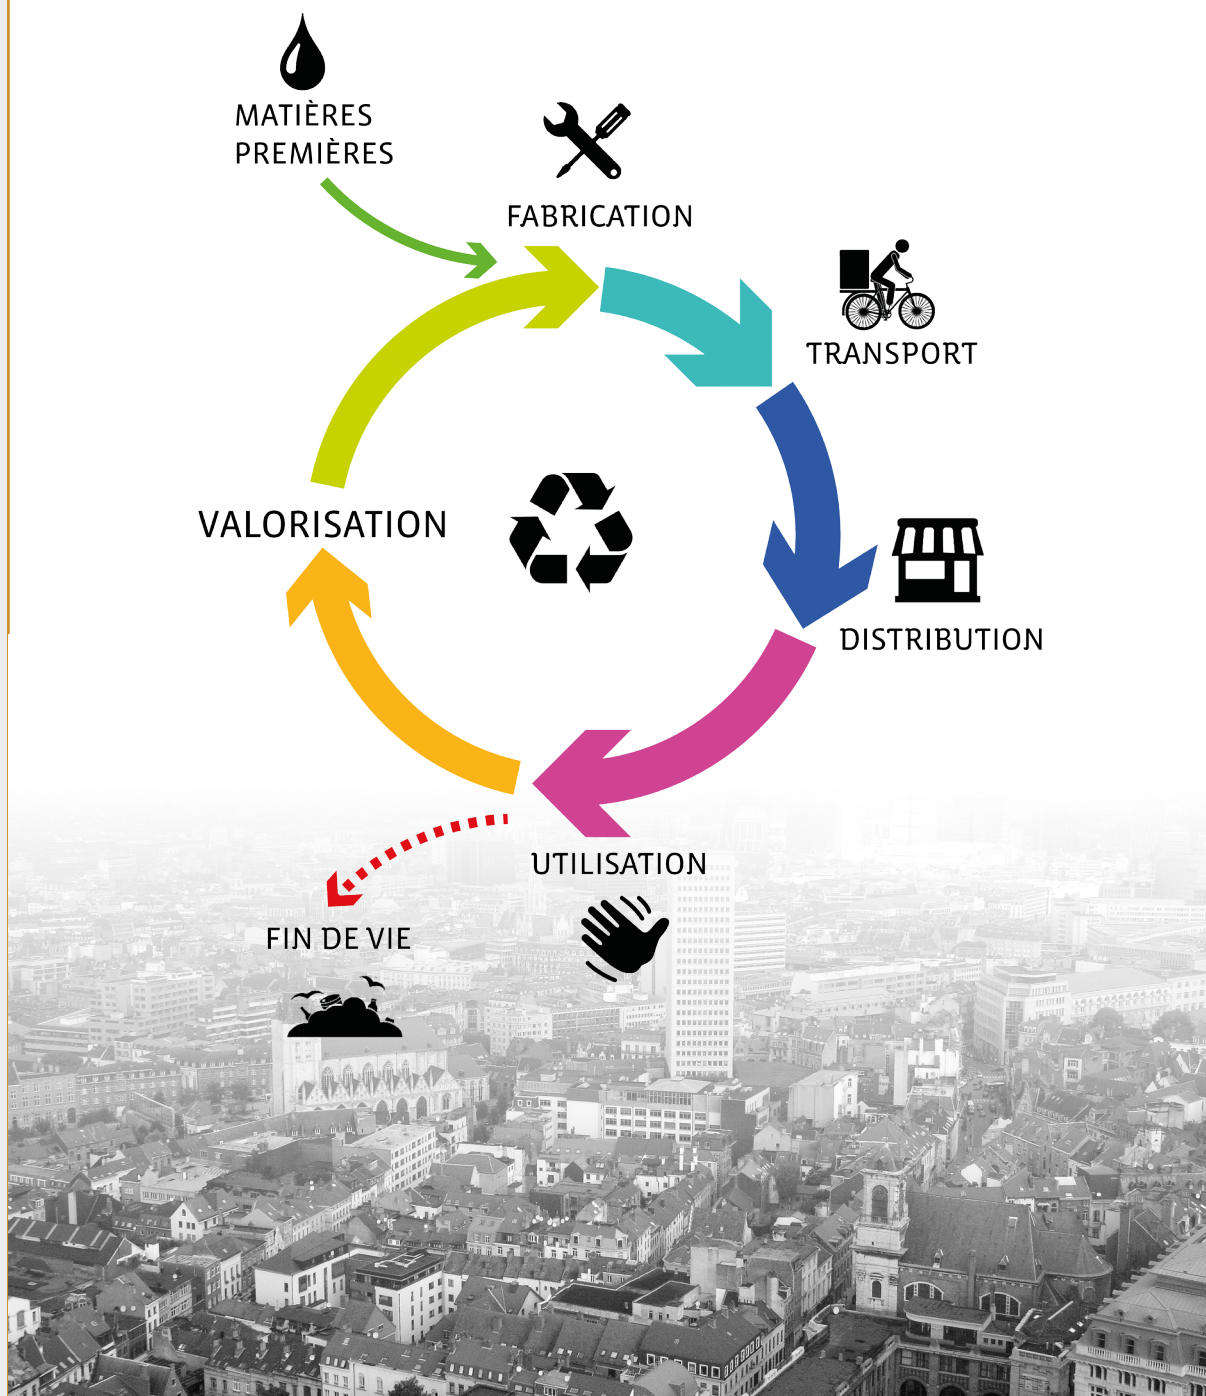 MATIÈRES
PREMIÈRES
FABRICATION
TRANSPORT
VALORISATION
DISTRIBUTION
UTILISATION
FIN DE VIE